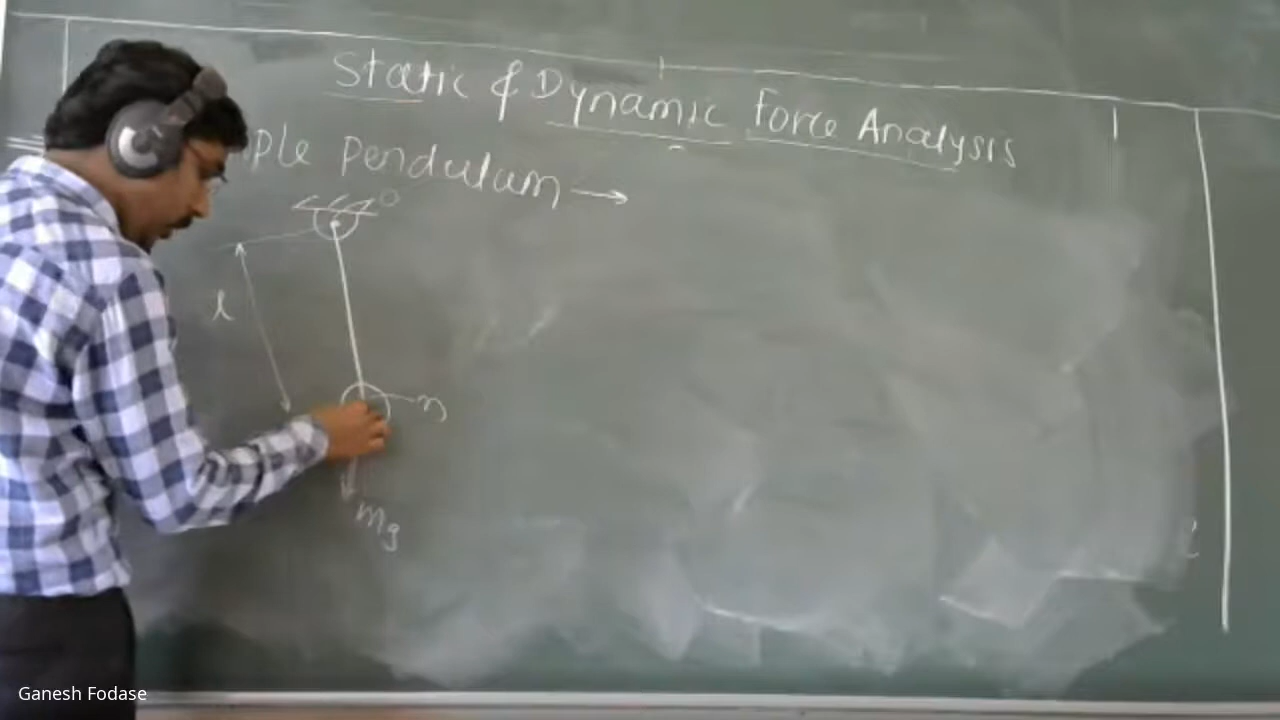 Static & Dynamic Force Analysis
ple Pendulum →
O
l
m
mg
Ganesh Fodase